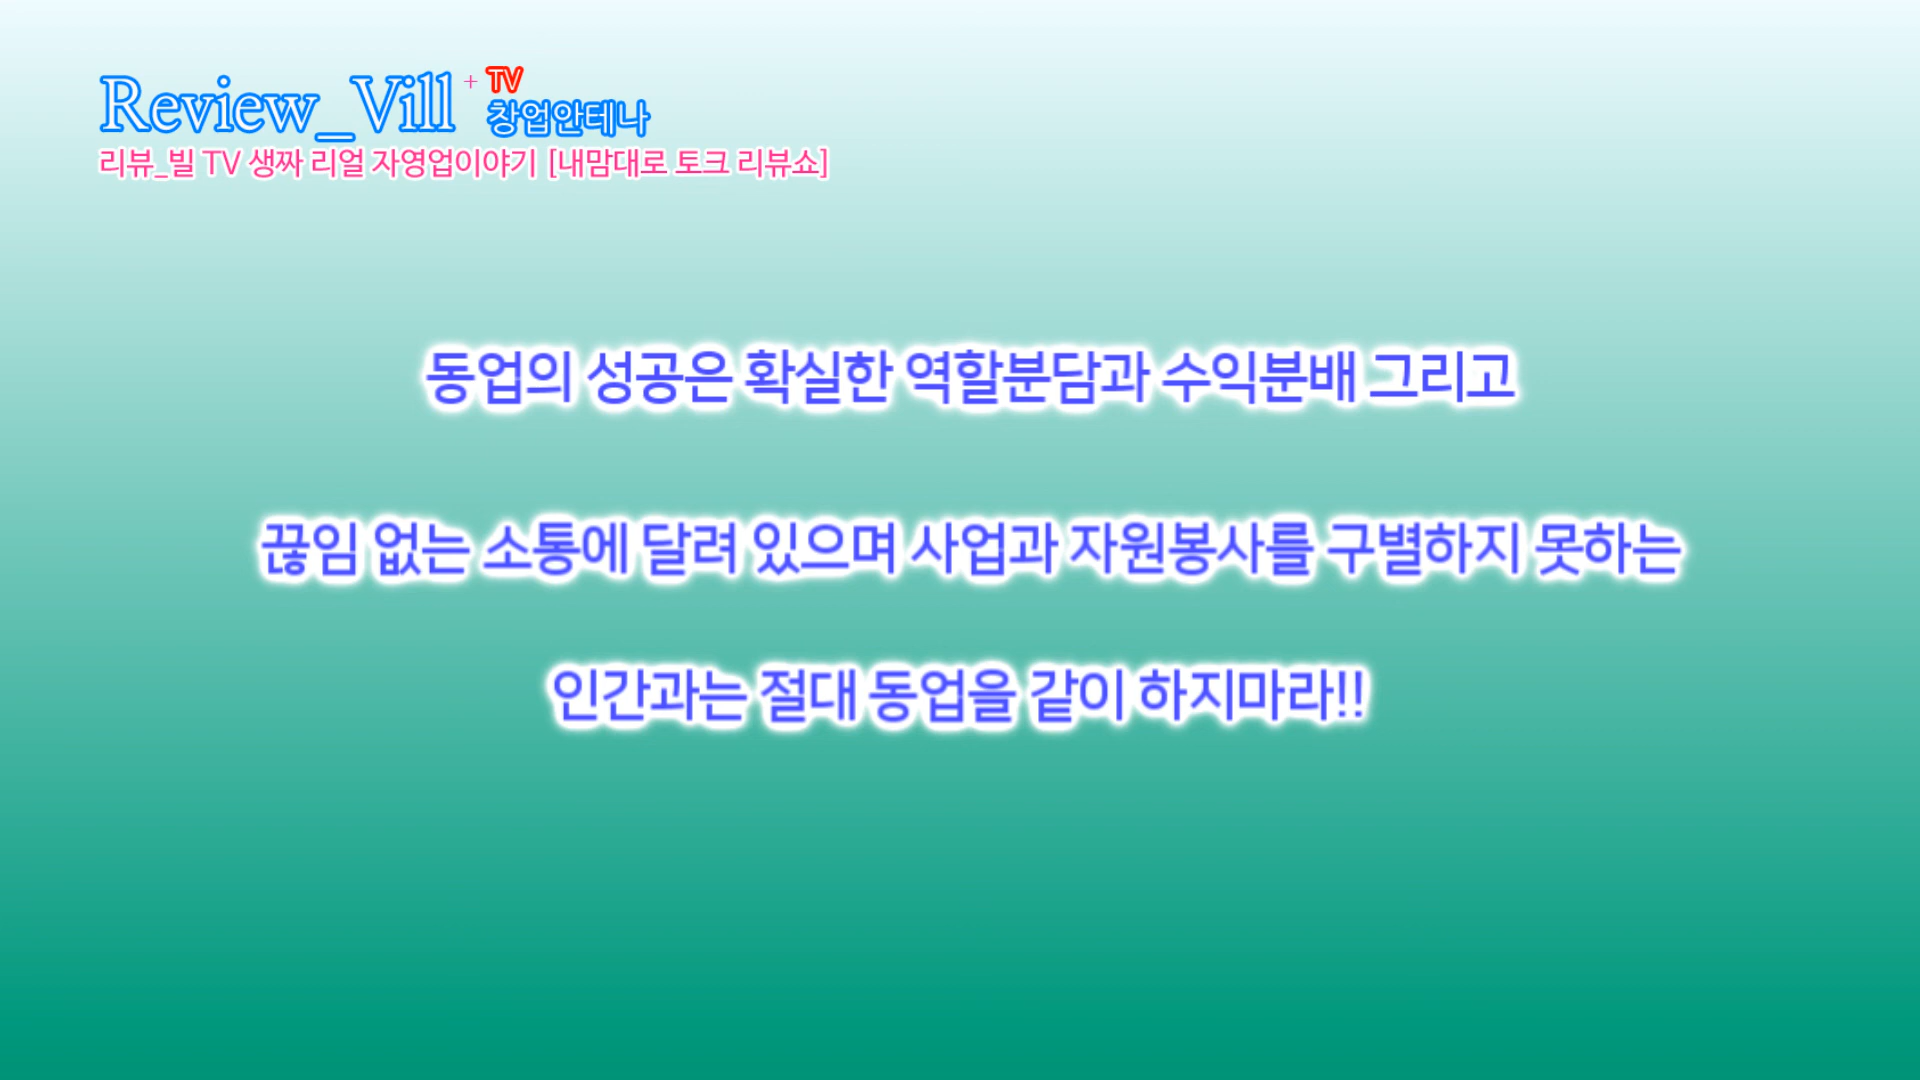 Review_Vill + TV
창업안테나
리뷰_빌 TV 생짜 리얼 자영업이야기 [내맘대로 토크 리뷰쇼]
동업의 성공은 확실한 역할분담과 수익분배 그리고
끊임 없는 소통에 달려 있으며 사업과 자원봉사를 구별하지 못하는
인간과는 절대 동업을 같이 하지마라!!